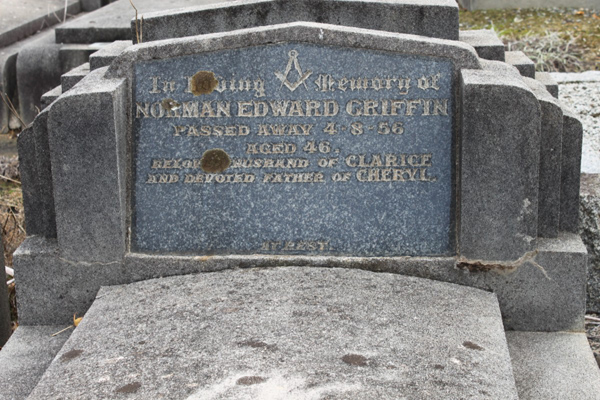 In Loving Memory of
NORMAN EDWARD GRIFFIN
PASSED AWAY 4-8-56
AGED 46.
BELOVED HUSBAND OF CLARICE
AND DEVOTED FATHER OF CHERYL.
AT REST